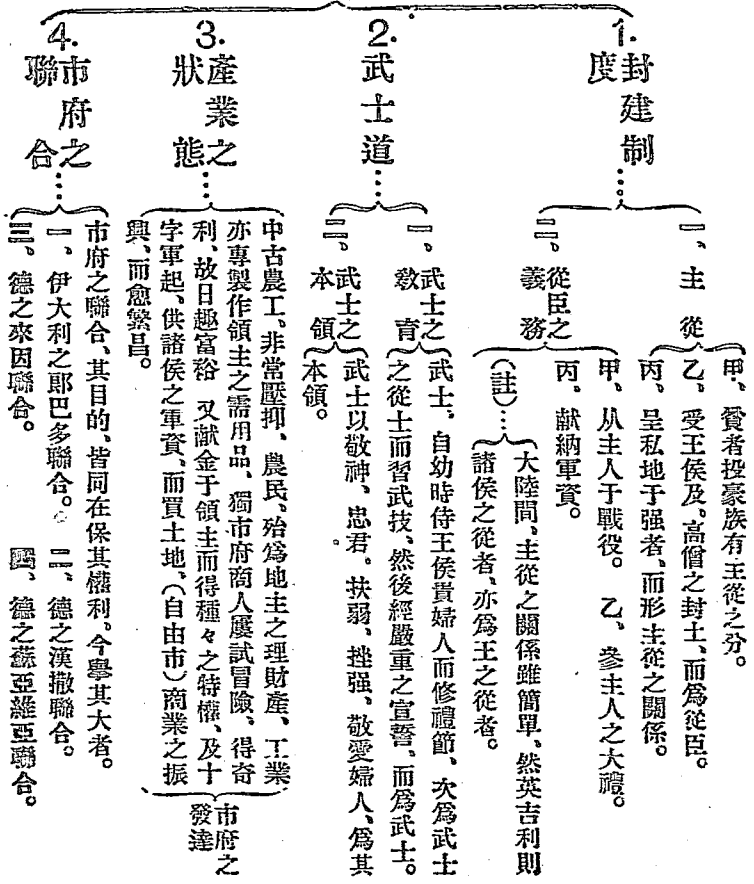 1.封建制度
一、主從
甲、貧者投豪族有主從之分。
乙、受王侯及高僧之封土、而爲從臣。
丙、呈私地于强者、而形主從之關係。
二、從臣之義務
甲、从主人于戰役。 乙、參主人之大禮。
丙、献納軍資。
(註)
大陸間、主從之關係雖簡單、然英吉利則
諸侯之從者、亦爲王之從者。
2.武士道
一、武士之敎育
武士、自幼時侍王侯貴婦人而修禮節、次爲武士
之從士而習武技、然後經嚴重之宣誓、而爲武士。
二、武士之本領
武士以敬神、忠君、扶弱、挫强、敬愛婦人、爲其
本領。
3.產業之狀態
中古農工、非常壓抑、農民、殆爲地主之理財產、工業
亦專製作領主之需用品、獨市府商人屢試冒險、得奇
利、故日趨富裕 又献金于領主而得種々之特權、及十
字軍起、供諸侯之軍資、而買土地、(自由市)商業之振
興、而愈繁昌。
市府之發達
4.市府之聯合
市府之聯合、其目的、皆同在保其權利、今擧其大者。
一、伊大利之郎巴多聯合。 二、德之漢撒聯合。
三、德之來因聯合。 四、德之蘇亞維亞聯合。